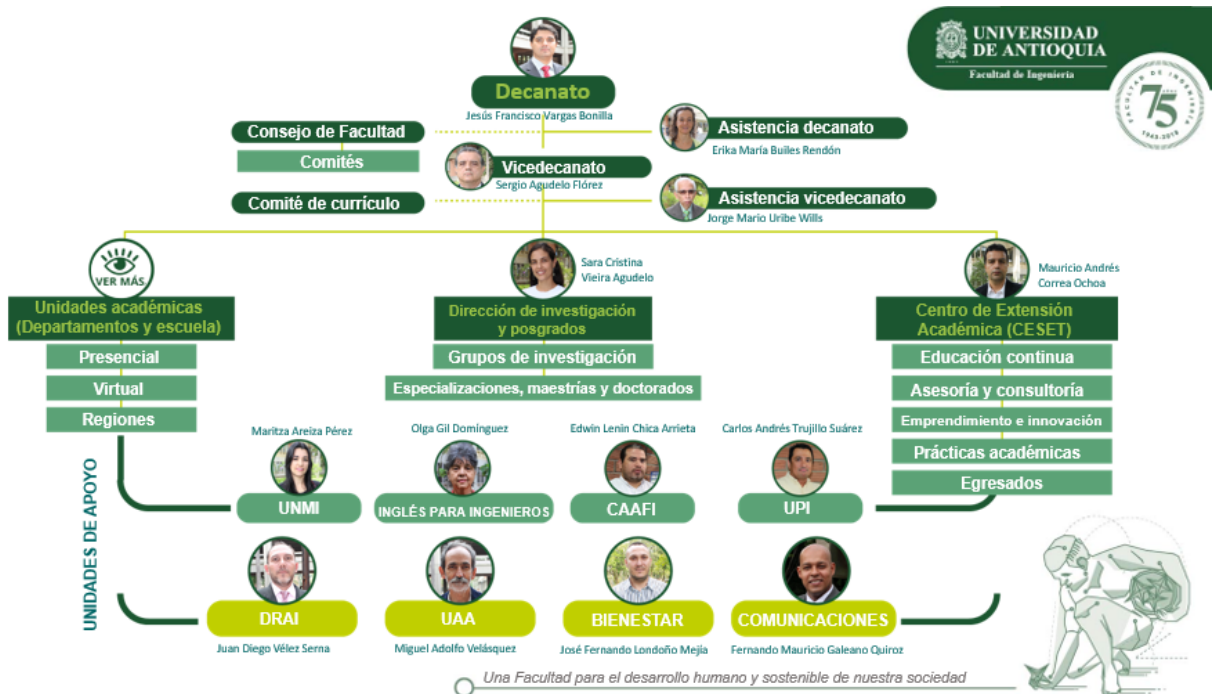 UNIVERSIDAD
DE ANTIOQUIA
Facultad de Ingeniería
FACULTAD DE INGENIERÍA
75
AÑOS
1943-2018
Decanato
Jesús Francisco Vargas Bonilla
Consejo de Facultad
Comités
Asistencia decanato
Erika María Builes Rendón
Vicedecanato
Sergio Agudelo Flórez
Comité de currículo
Asistencia vicedecanato
Jorge Mario Uribe Wills
VER MÁS
Unidades académicas
(Departamentos y escuela)
Presencial
Virtual
Regiones
Sara Cristina
Vieira Agudelo
Dirección de investigación
y posgrados
Grupos de investigación
Especializaciones, maestrías y doctorados
Mauricio Andrés
Correa Ochoa
Centro de Extensión
Académica (CESET)
Educación continua
Asesoría y consultoría
Emprendimiento e innovación
Prácticas académicas
Egresados
UNIDADES DE APOYO
Maritza Areiza Pérez
UNMI
Olga Gil Domínguez
INGLÉS PARA INGENIEROS
Edwin Lenin Chica Arrieta
CAAFI
Carlos Andrés Trujillo Suárez
UPI
DRAI
Juan Diego Vélez Serna
UAA
Miguel Adolfo Velásquez
BIENESTAR
José Fernando Londoño Mejía
COMUNICACIONES
Fernando Mauricio Galeano Quiroz
Una Facultad para el desarrollo humano y sostenible de nuestra sociedad